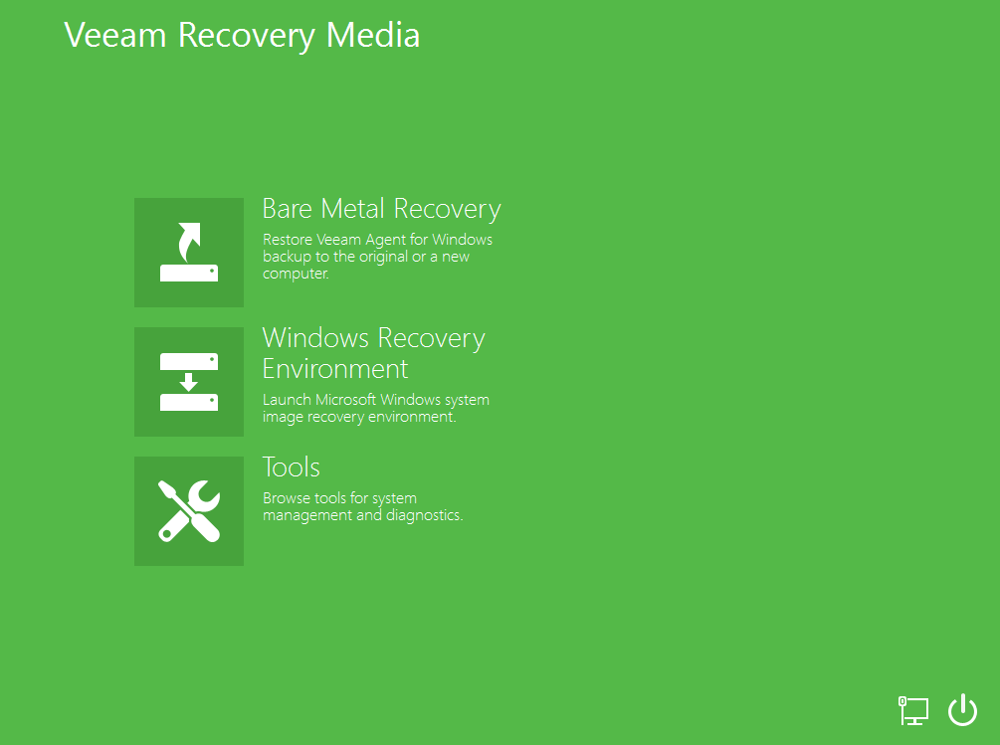 Veeam Recovery Media
Bare Metal Recovery
Restore Veeam Agent for Windows
backup to the original or a new
computer.
Windows Recovery
Environment
Launch Microsoft Windows system
image recovery environment.
Tools
Browse tools for system
management and diagnostics.